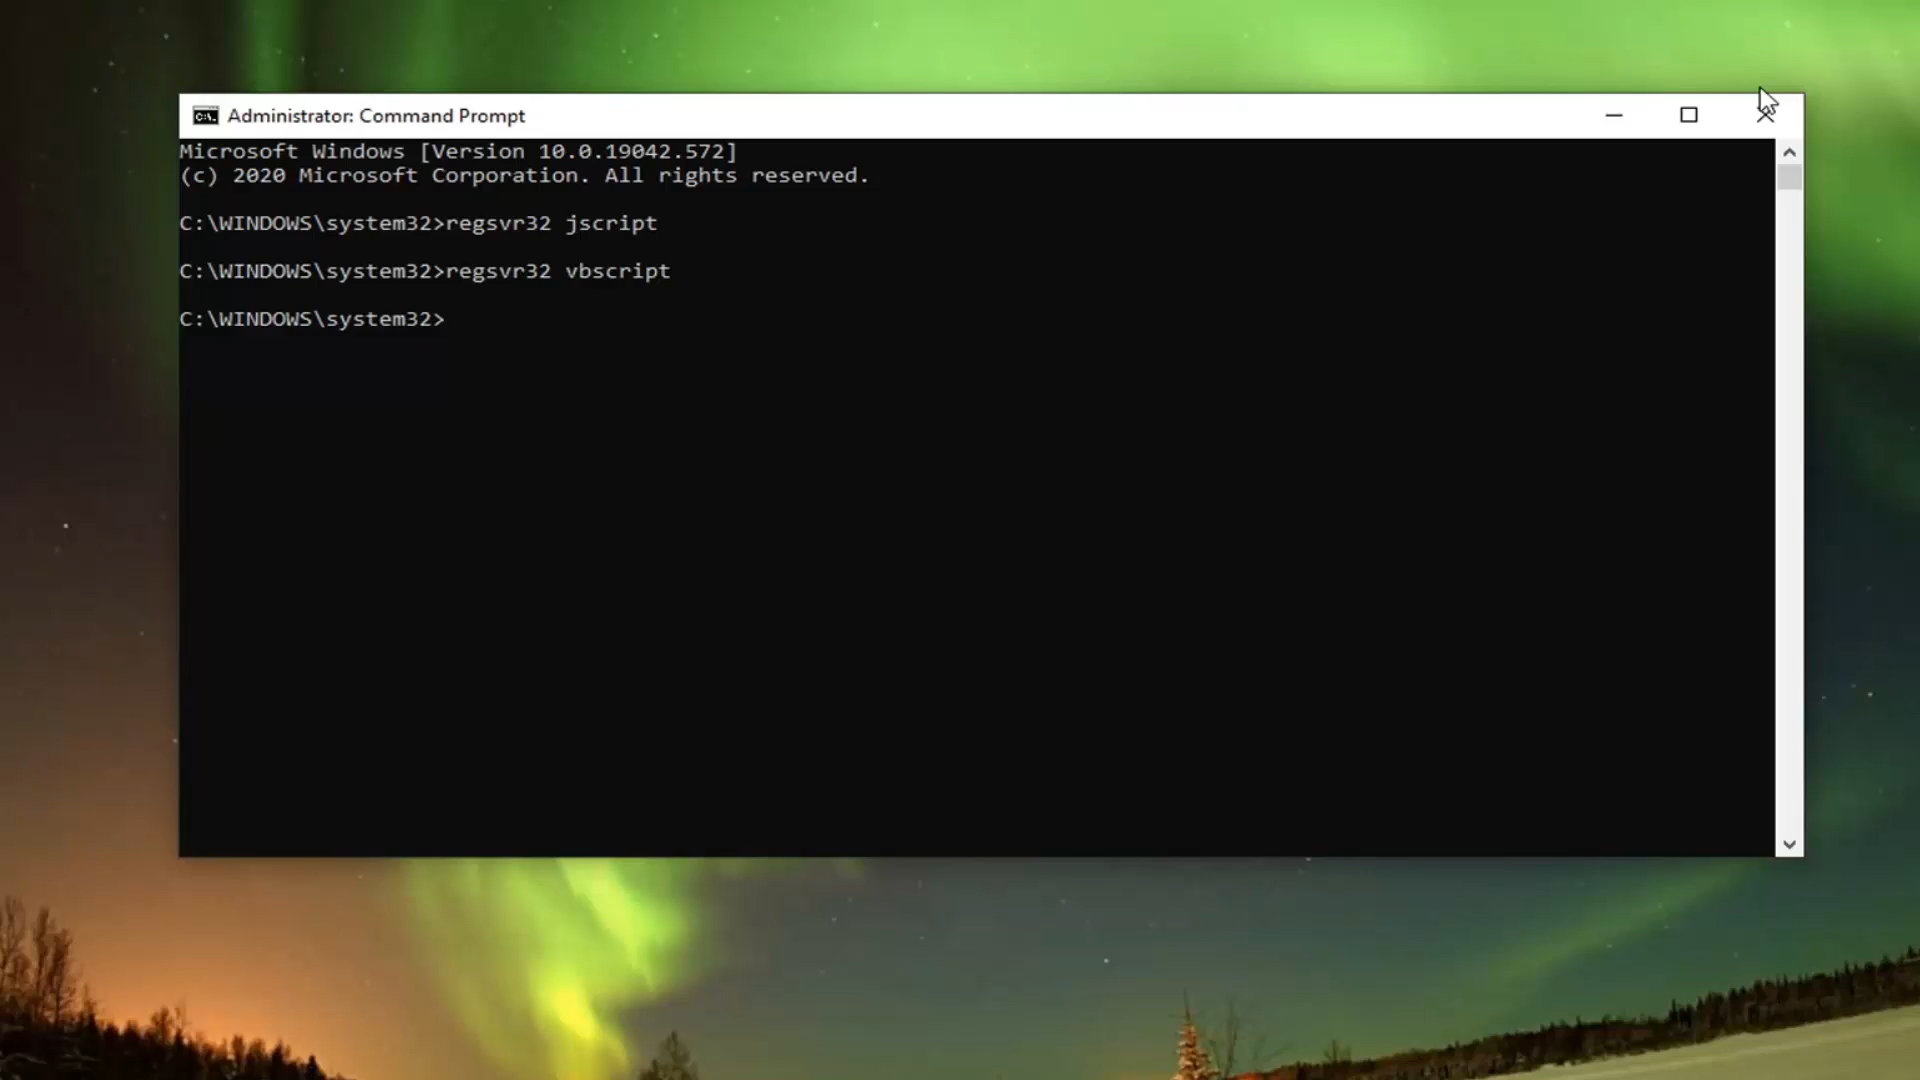 Administrator: Command Prompt
Microsoft Windows [Version 10.0.19042.572]
(c) 2020 Microsoft Corporation. All rights reserved.
C:\WINDOWS\system32>regsvr32 jscript
C:\WINDOWS\system32>regsvr32 vbscript
C:\WINDOWS\system32>